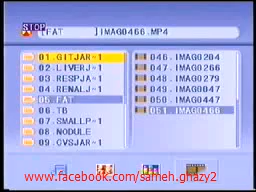 STOP
[FAT ]IMAG0466.MP4
01.GITJAR~1
02.LIVERJ~1
03.RESPJA~1
04.RENALJ~1
05.FAT
06.TB
07.SMALLP~1
08.NODULE
09.CVSJAR~1
046.IMAG0204
047.IMAG0266
048.IMAG0279
049.IMAG0047
050.IMAG0447
051.IMAG0466
www.facebook.com/sameh.ghazy2